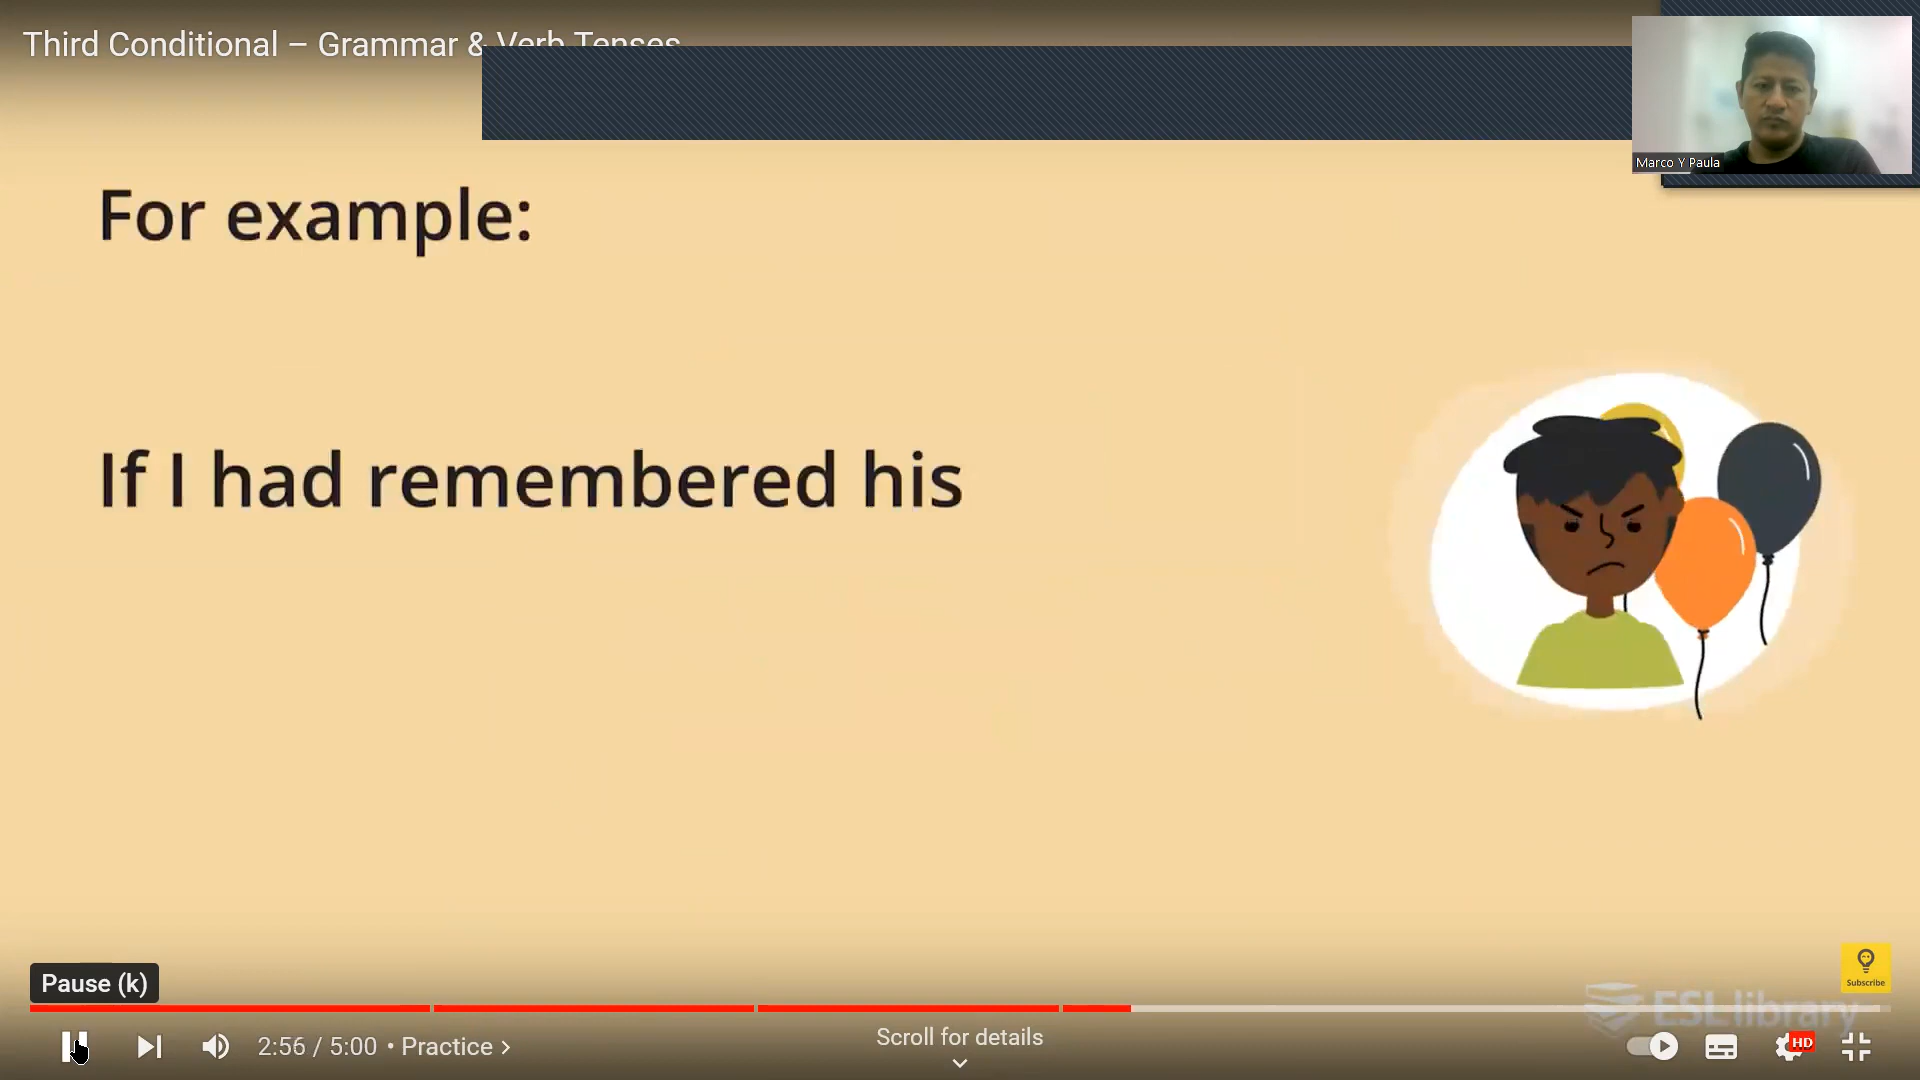 Third Conditional – Grammar & Verb Tenses
Marco Y Paula
For example:
If I had remembered his
Subscribe
Pause (k)
ESL library
2:56 / 5:00 • Practice
Scroll for details
HD